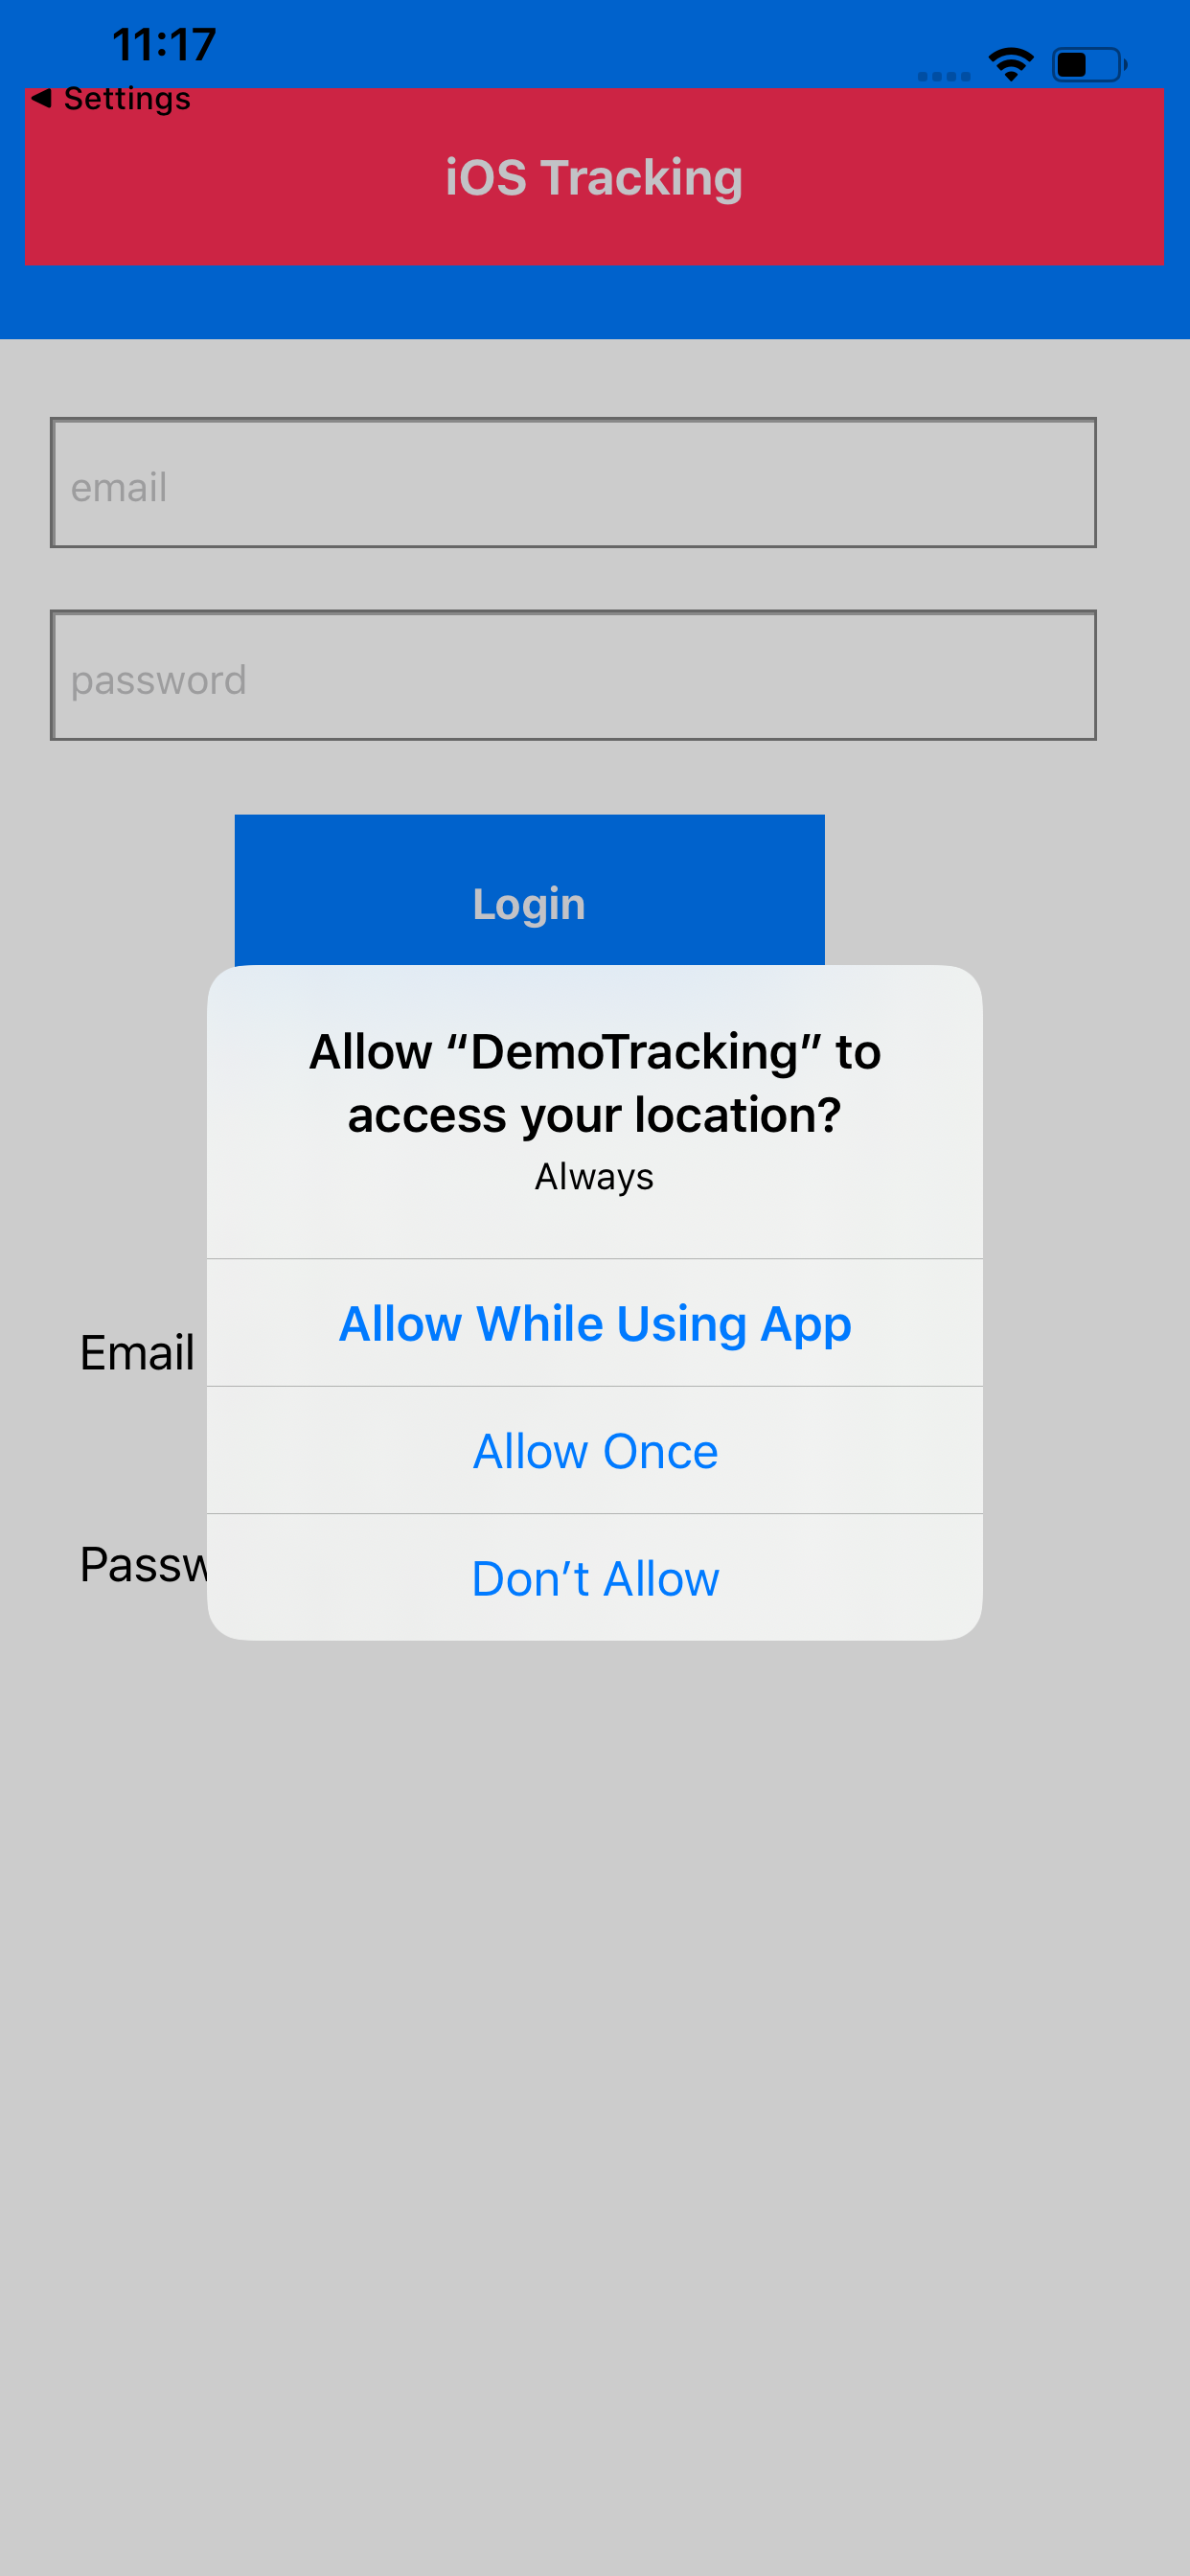 11:17
Settings
iOS Tracking
email
password
Login
Allow “DemoTracking” to
access your location?
Always
Allow While Using App
Email
Allow Once
Passw
Don’t Allow